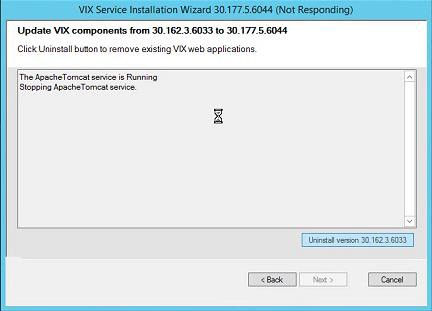 VIX Service Installation Wizard 30.177.5.6044 (Not Responding)
Update VIX components from 30.162.3.6033 to 30.177.5.6044
Click Uninstall button to remove existing VIX web applications.
The ApacheTomcat service is Running
Stopping ApacheTomcat service.
Uninstall version 30.162.3.6033
< Back
Next >
Cancel